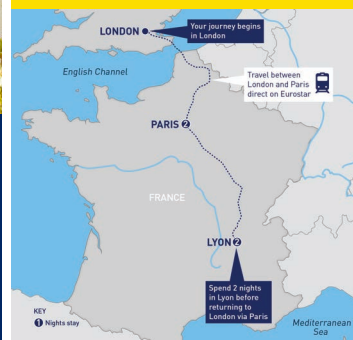 Your journey begins
in London
LONDON
English Channel
Travel between
London and Paris
direct on Eurostar
PARIS 2
FRANCE
LYON 2
Spend 2 nights
in Lyon before
returning to
London via Paris
KEY
1 Nights stay
Mediterranean
Sea